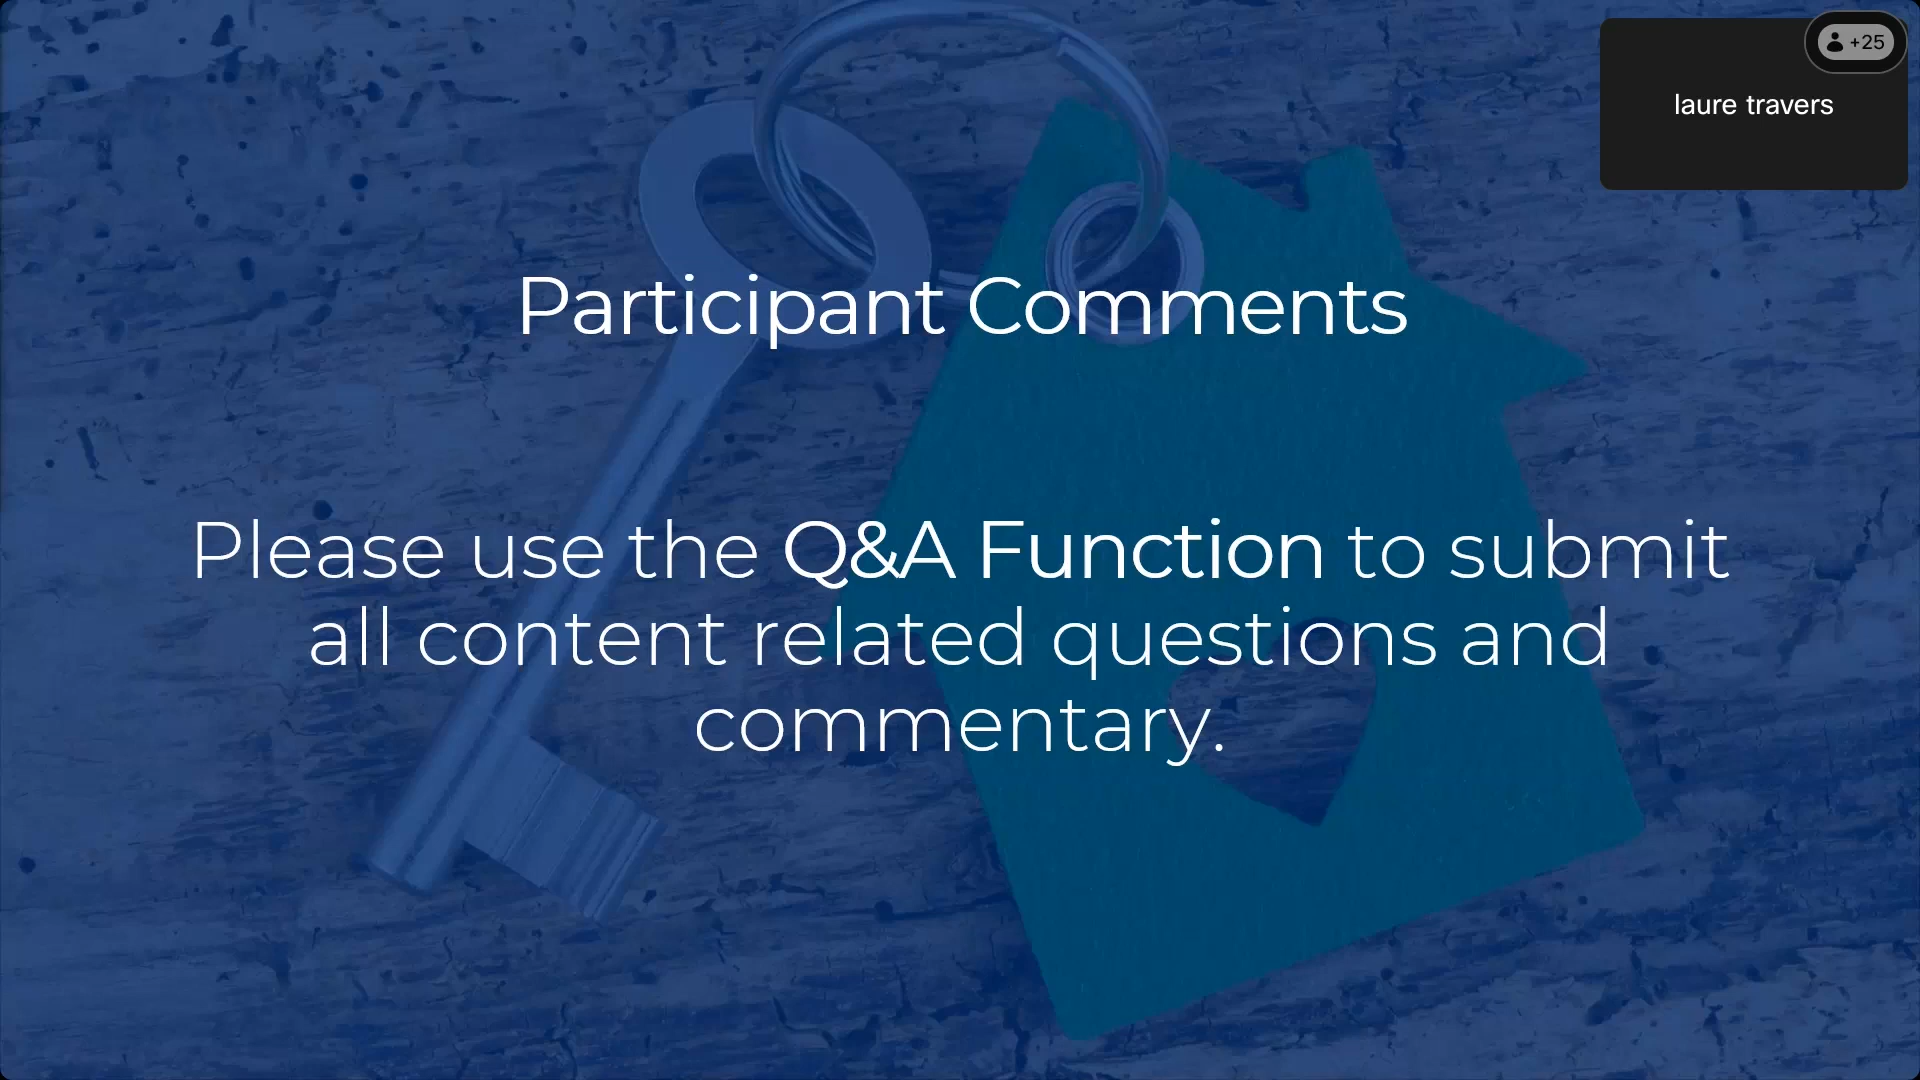 +25
laure travers
Participant Comments
Please use the Q&A Function to submit
all content related questions and
commentary.